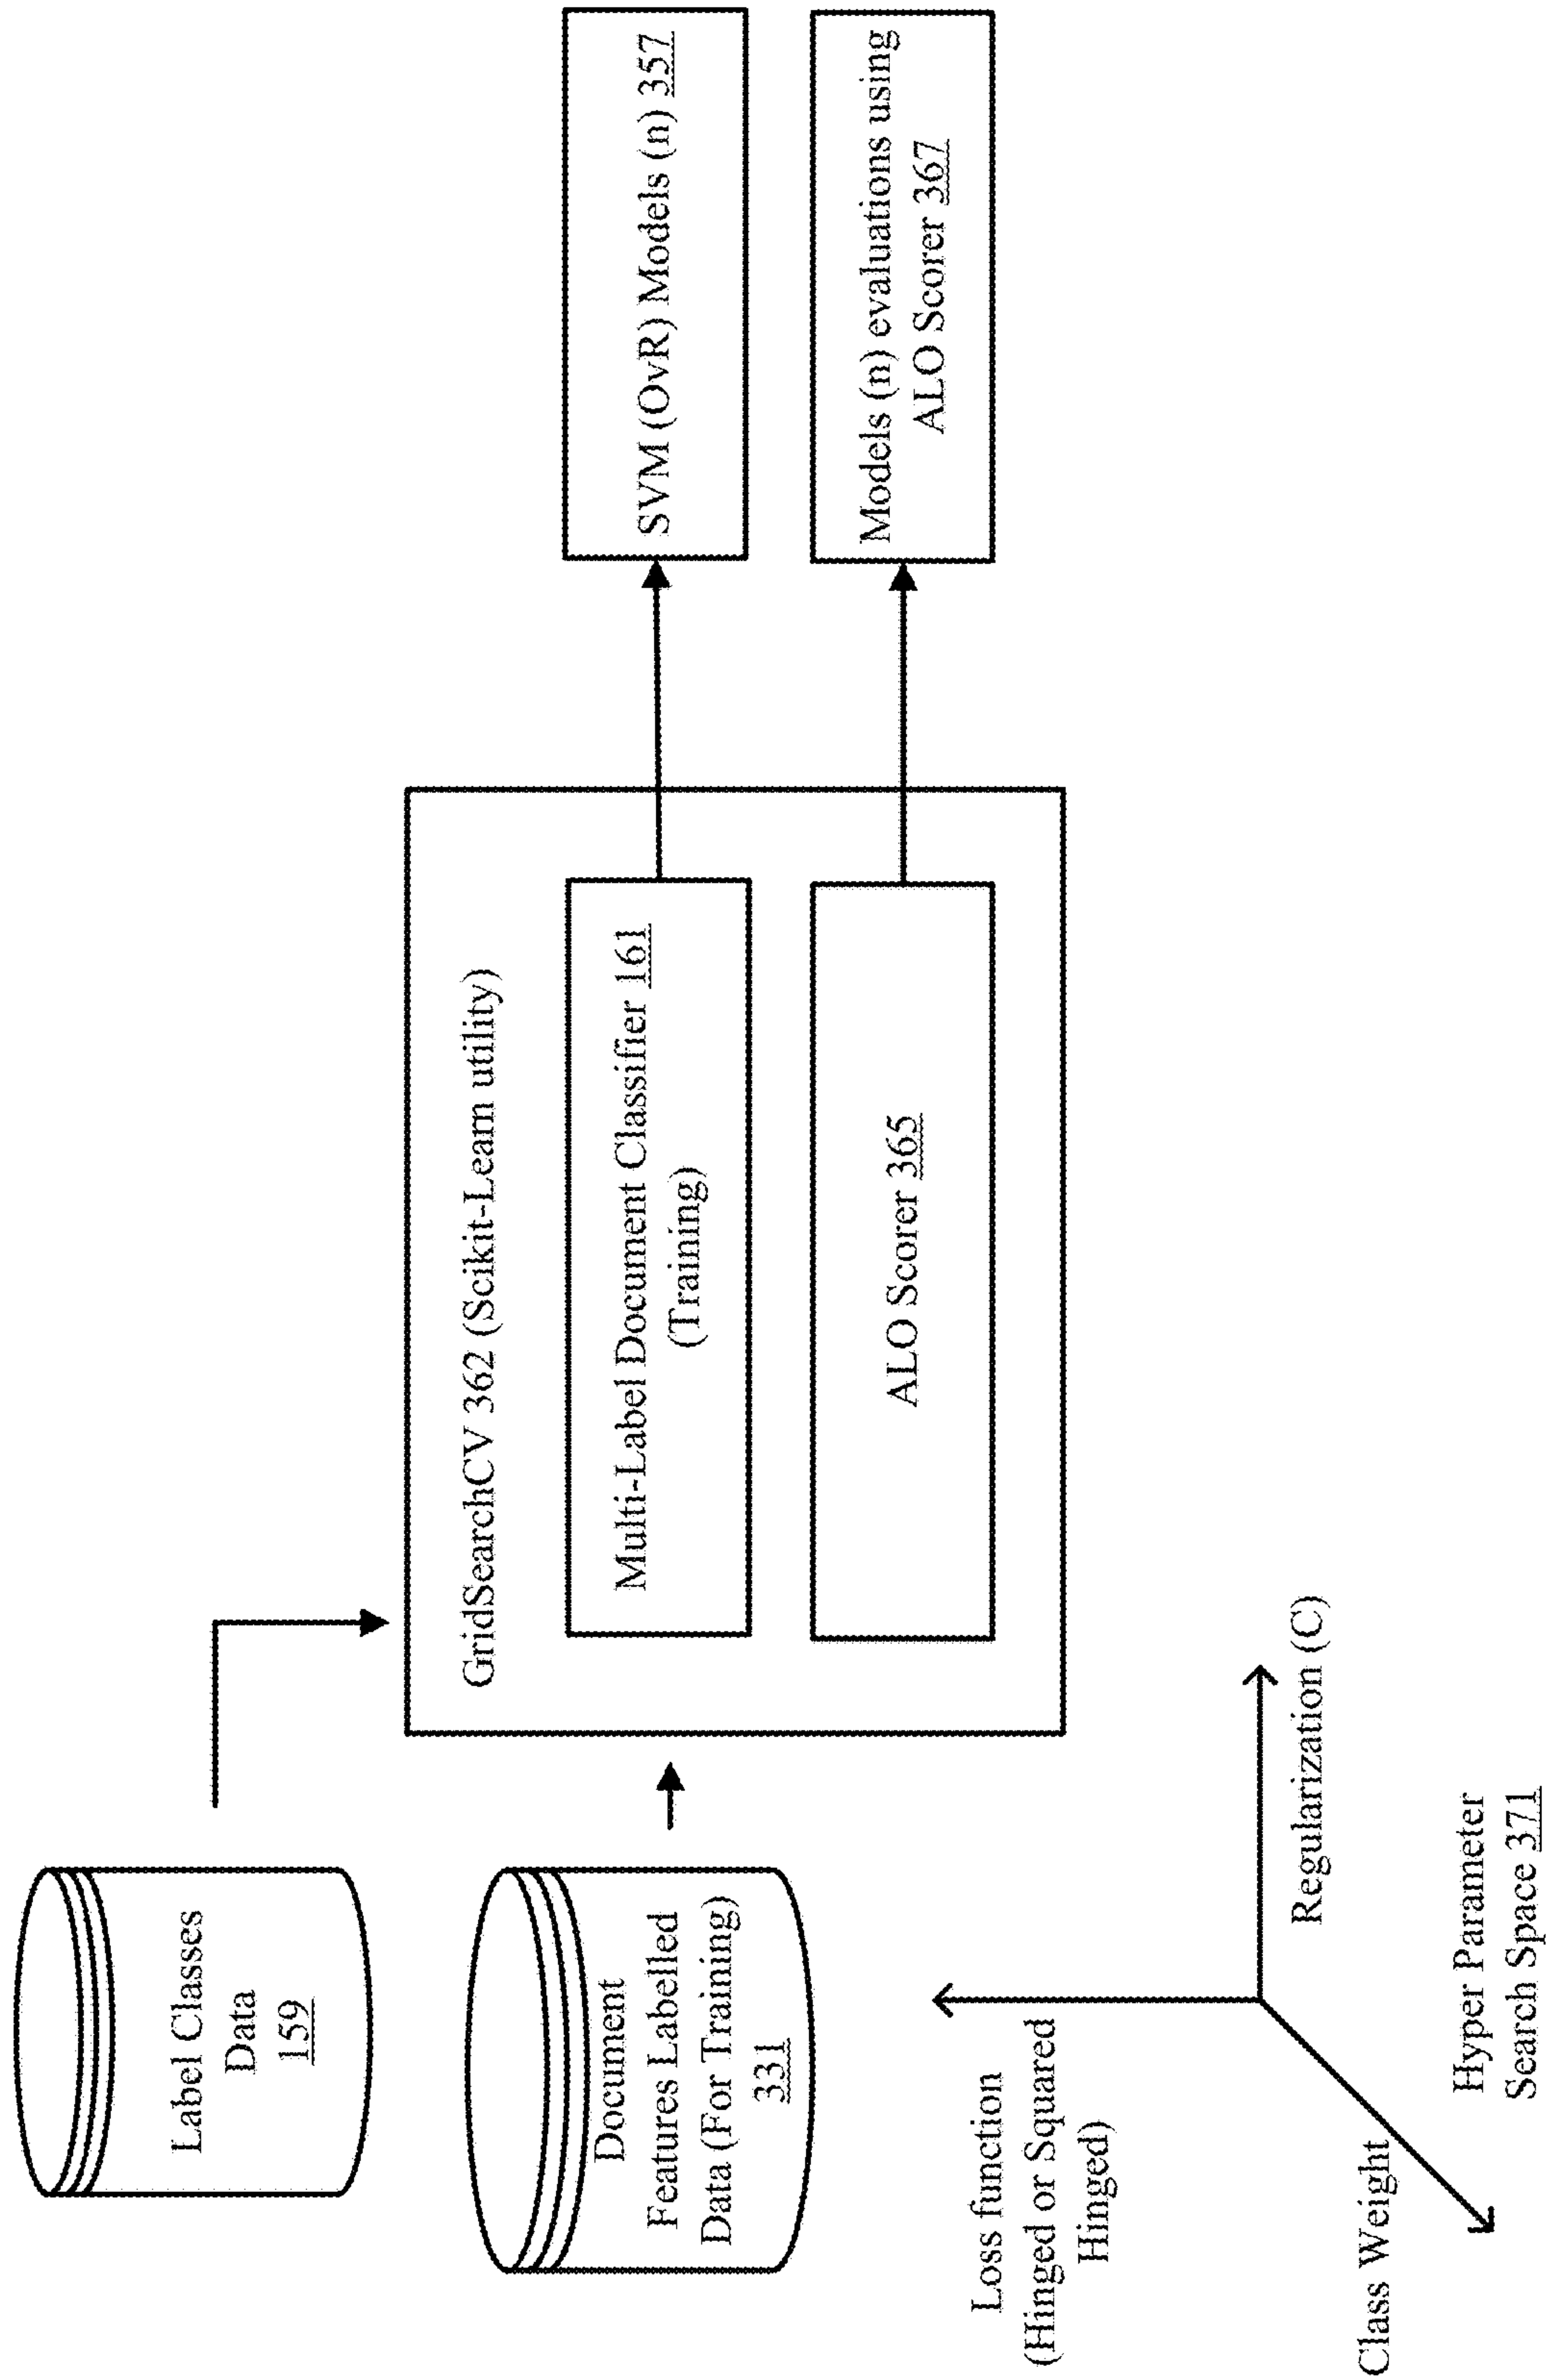 Label Classes
Data
159
Document
Features Labelled
Data (For Training)
331
GridSearchCV 362 (Scikit-Learn utility)
Multi-Label Document Classifier 161
(Training)
ALO Scorer 365
SVM (OvR) Models (n) 357
Models (n) evaluations using
ALO Scorer 367
Loss function
(Hinged or Squared
Hinged)
Regularization (C)
Class Weight
Hyper Parameter
Search Space 371